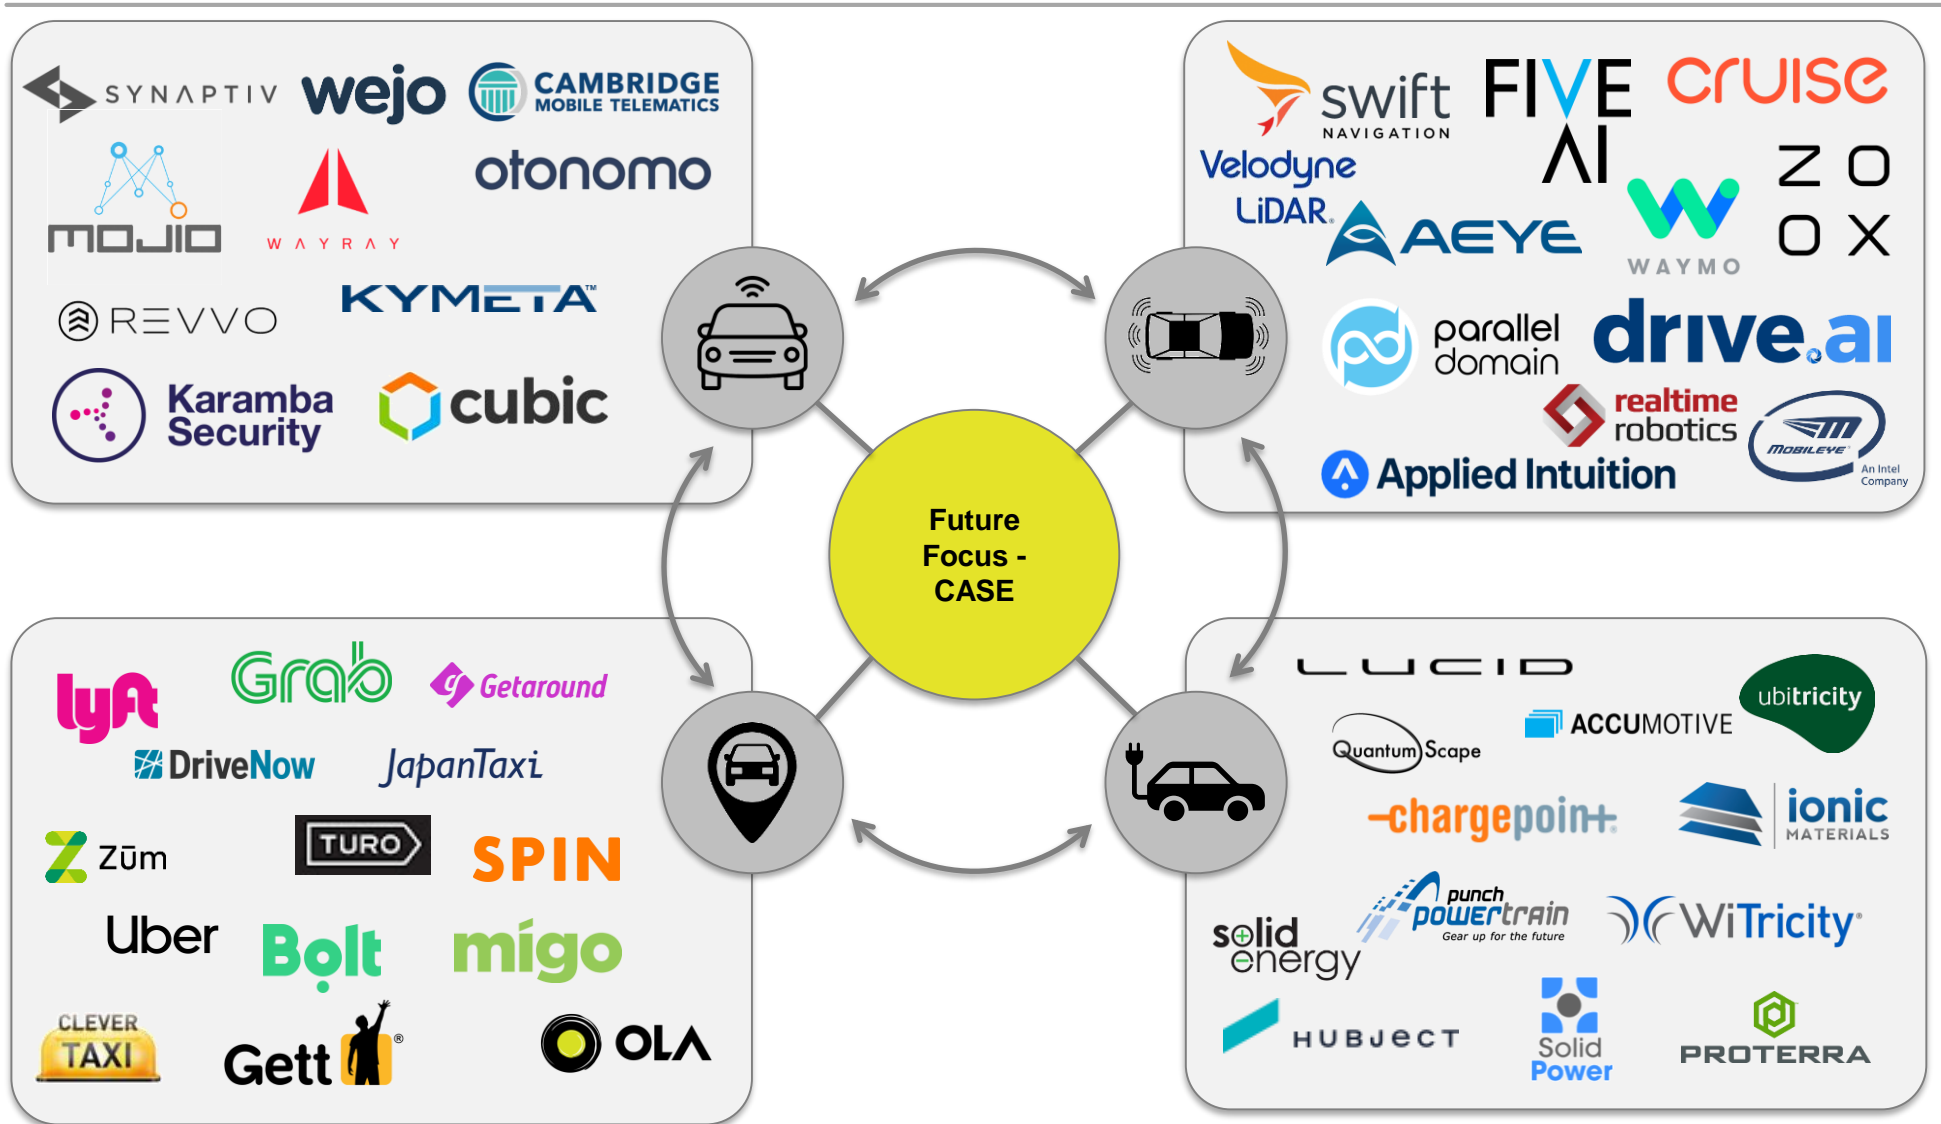 SYNAPTIV
wejo
CAMBRIDGE
MOBILE TELEMATICS
MOJIO
WAYRAY
otonomo
REVVO
KYMETA™
Karamba
Security
cubic
swift
NAVIGATION
FIVE
AI
cruise
Velodyne
LiDAR®
AEYE
WAYMO
ZO
OX
parallel
domain
drive.ai
realtime
robotics
MOBILEYE®
An Intel
Company
Applied Intuition
Future
Focus -
CASE
lyft
Grab
Getaround
DriveNow
JapanTaxi
Zūm
TURO
SPIN
Uber
Bolt
migo
CLEVER
TAXI
Gett®
OLA
LUCID
ubitricity
QuantumScape
ACCUMOTIVE
chargepoin+
ionic
MATERIALS
solid
energy
punch
powertrain
Gear up for the future
WiTricity®
HUBJECT
Solid
Power
PROTERRA